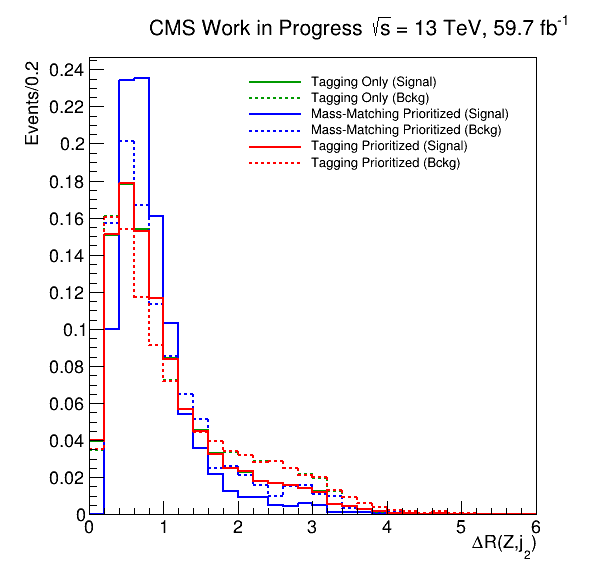 CMS Work in Progress √s = 13 TeV, 59.7 fb⁻¹
Events/0.2
0.24
0.22
0.2
0.18
0.16
0.14
0.12
0.1
0.08
0.06
0.04
0.02
0
Tagging Only (Signal)
Tagging Only (Bckg)
Mass-Matching Prioritized (Signal)
Mass-Matching Prioritized (Bckg)
Tagging Prioritized (Signal)
Tagging Prioritized (Bckg)
0 1 2 3 4 5 6
ΔR(Z,j₂)